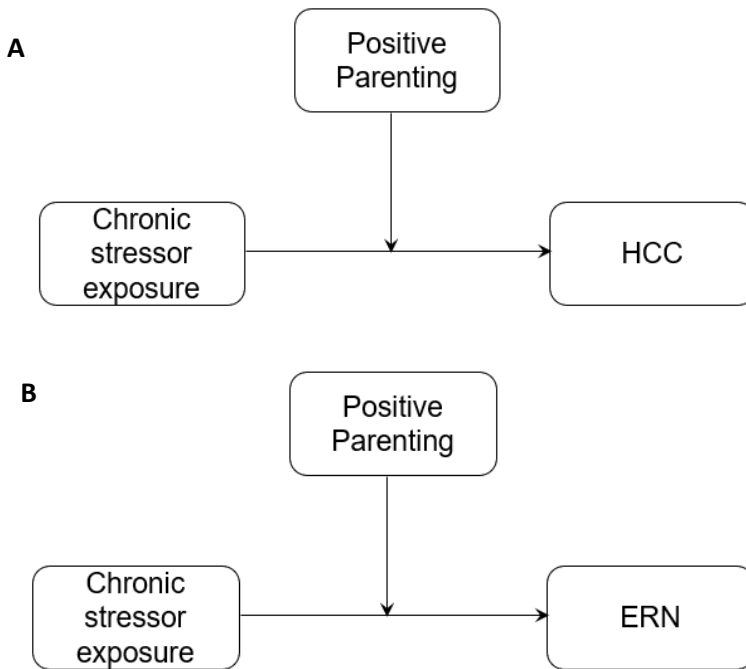 A
Positive
Parenting
Chronic
stressor
exposure
HCC
B
Positive
Parenting
Chronic
stressor
exposure
ERN